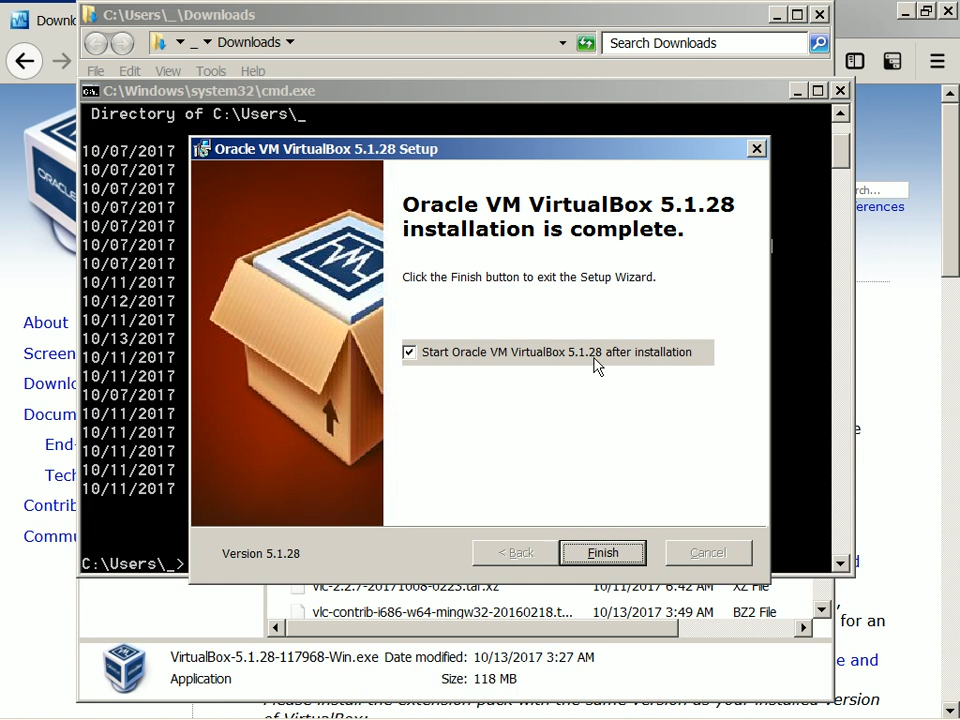 Downl
C:\Users\_\Downloads
_
Downloads
Search Downloads
File Edit View Tools Help
C:\Windows\system32\cmd.exe
Directory of C:\Users\_
10/07/2017
10/07/2017
10/07/2017
10/07/2017
10/07/2017
10/07/2017
10/07/2017
10/11/2017
10/12/2017
10/11/2017
10/13/2017
10/11/2017
10/11/2017
10/07/2017
10/11/2017
10/11/2017
10/11/2017
10/11/2017
10/11/2017
C:\Users\_>
Oracle VM VirtualBox 5.1.28 Setup
Oracle VM VirtualBox 5.1.28
installation is complete.
Click the Finish button to exit the Setup Wizard.
Start Oracle VM VirtualBox 5.1.28 after installation
Version 5.1.28
< Back
Finish
Cancel
ORACLE
rch...
ferences
About
Screen
Downlo
Docum
End-
Tech
Contrib
Commu
e
d
vlc-2.2.7-20171008-0223.tar.xz 10/11/2017 6:42 AM XZ File
vlc-contrib-i686-w64-mingw32-20160218.t... 10/13/2017 3:49 AM BZ2 File
VirtualBox-5.1.28-117968-Win.exe Date modified: 10/13/2017 3:27 AM
Application Size: 118 MB
for an
e and
Please install the extension pack with the same version as your installed version
of VirtualBox: